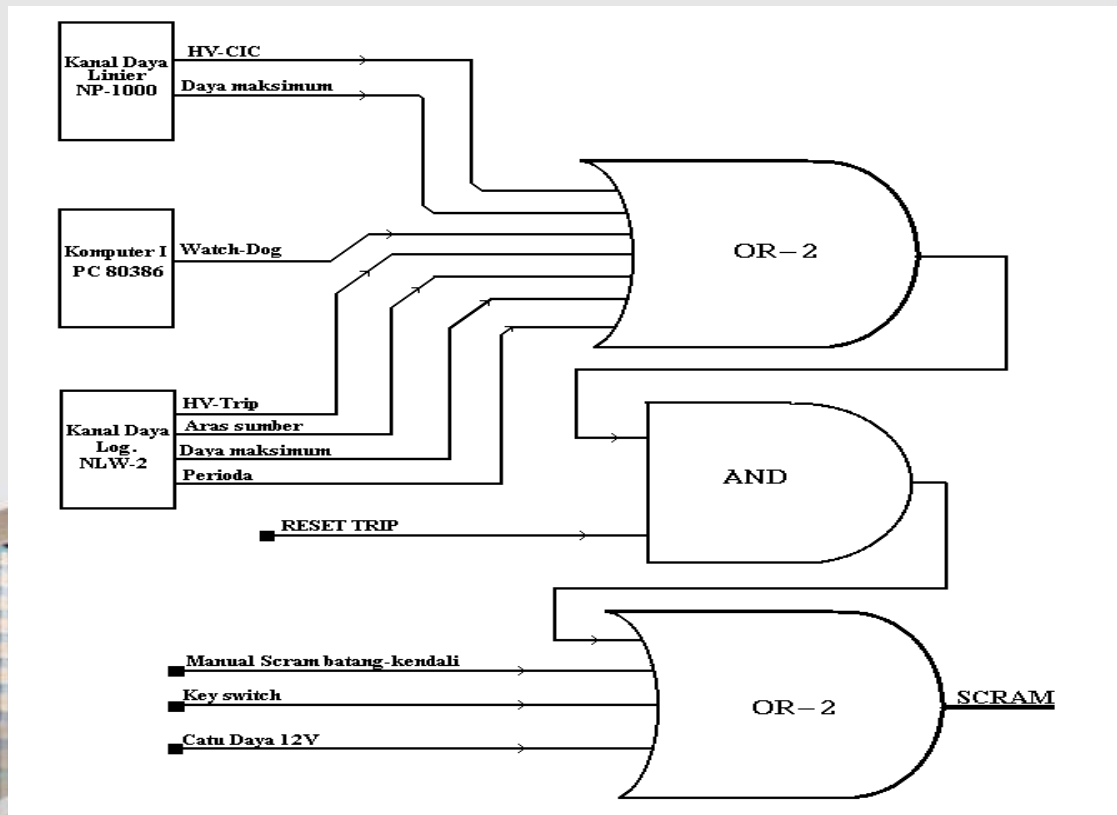 Kanal Daya
Linier
NP-1000
HV-CIC
Daya maksimum
Komputer I
PC 80386
Watch-Dog
OR-2
Kanal Daya
Log.
NLW-2
HV-Trip
Aras sumber
Daya maksimum
Perioda
AND
RESET TRIP
Manual Scram batang-kendali
Key switch
Catu Daya 12V
OR-2
SCRAM